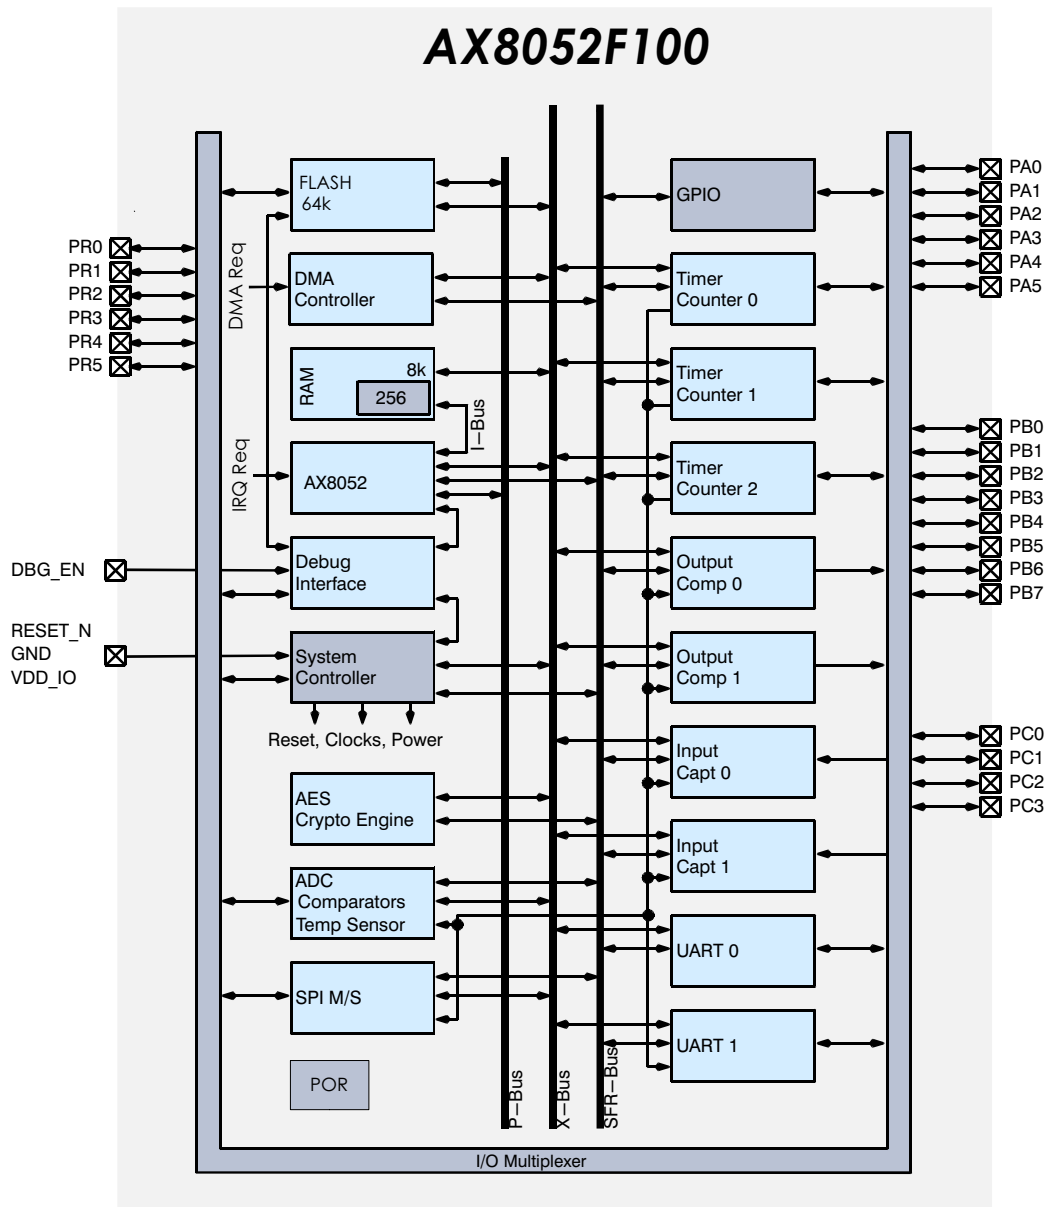 AX8052F100
FLASH
64k
DMA Req
DMA
Controller
RAM
8k
256
I-Bus
IRQ Req
AX8052
Debug
Interface
System
Controller
Reset, Clocks, Power
AES
Crypto Engine
ADC
Comparators
Temp Sensor
SPI M/S
POR
PR0
PR1
PR2
PR3
PR4
PR5
DBG_EN
RESET_N
GND
VDD_IO
P-Bus
X-Bus
SFR-Bus
GPIO
Timer
Counter 0
Timer
Counter 1
Timer
Counter 2
Output
Comp 0
Output
Comp 1
Input
Capt 0
Input
Capt 1
UART 0
UART 1
PA0
PA1
PA2
PA3
PA4
PA5
PB0
PB1
PB2
PB3
PB4
PB5
PB6
PB7
PC0
PC1
PC2
PC3
I/O Multiplexer